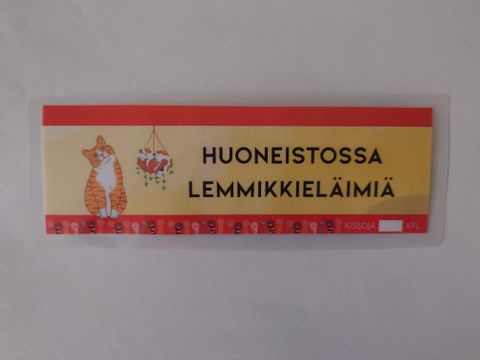 HUONEISTOSSA
LEMMIKKIELÄIMIÄ
KISSOJA KPL